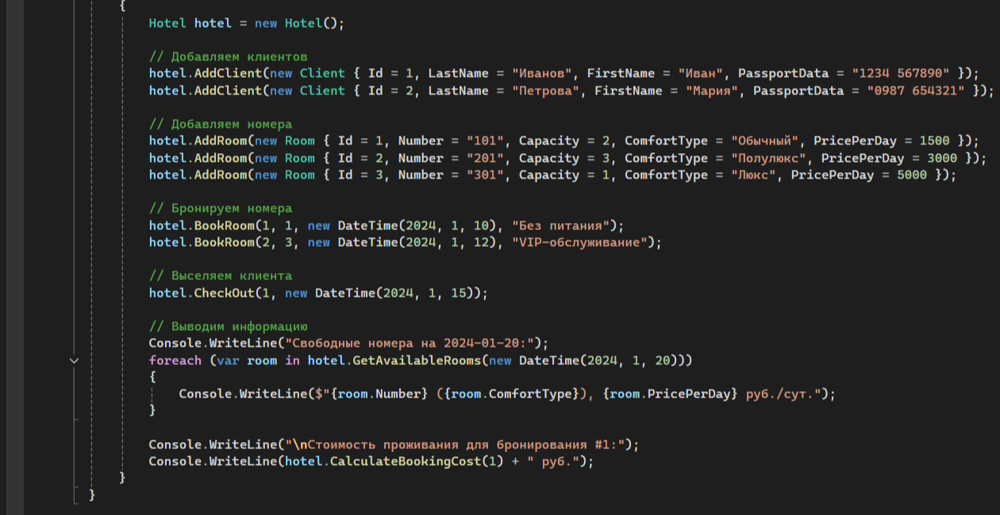 {
Hotel hotel = new Hotel();
// Добавляем клиентов
hotel.AddClient(new Client { Id = 1, LastName = "Иванов", FirstName = "Иван", PassportData = "1234 567890" });
hotel.AddClient(new Client { Id = 2, LastName = "Петрова", FirstName = "Мария", PassportData = "0987 654321" });
// Добавляем номера
hotel.AddRoom(new Room { Id = 1, Number = "101", Capacity = 2, ComfortType = "Обычный", PricePerDay = 1500 });
hotel.AddRoom(new Room { Id = 2, Number = "201", Capacity = 3, ComfortType = "Полулюкс", PricePerDay = 3000 });
hotel.AddRoom(new Room { Id = 3, Number = "301", Capacity = 1, ComfortType = "Люкс", PricePerDay = 5000 });
// Бронируем номера
hotel.BookRoom(1, 1, new DateTime(2024, 1, 10), "Без питания");
hotel.BookRoom(2, 3, new DateTime(2024, 1, 12), "VIP-обслуживание");
// Выселяем клиента
hotel.CheckOut(1, new DateTime(2024, 1, 15));
// Выводим информацию
Console.WriteLine("Свободные номера на 2024-01-20:");
foreach (var room in hotel.GetAvailableRooms(new DateTime(2024, 1, 20)))
{
Console.WriteLine($"{room.Number} ({room.ComfortType}), {room.PricePerDay} руб./сут.");
}
Console.WriteLine("\nСтоимость проживания для бронирования #1:");
Console.WriteLine(hotel.CalculateBookingCost(1) + " руб.");
}
}